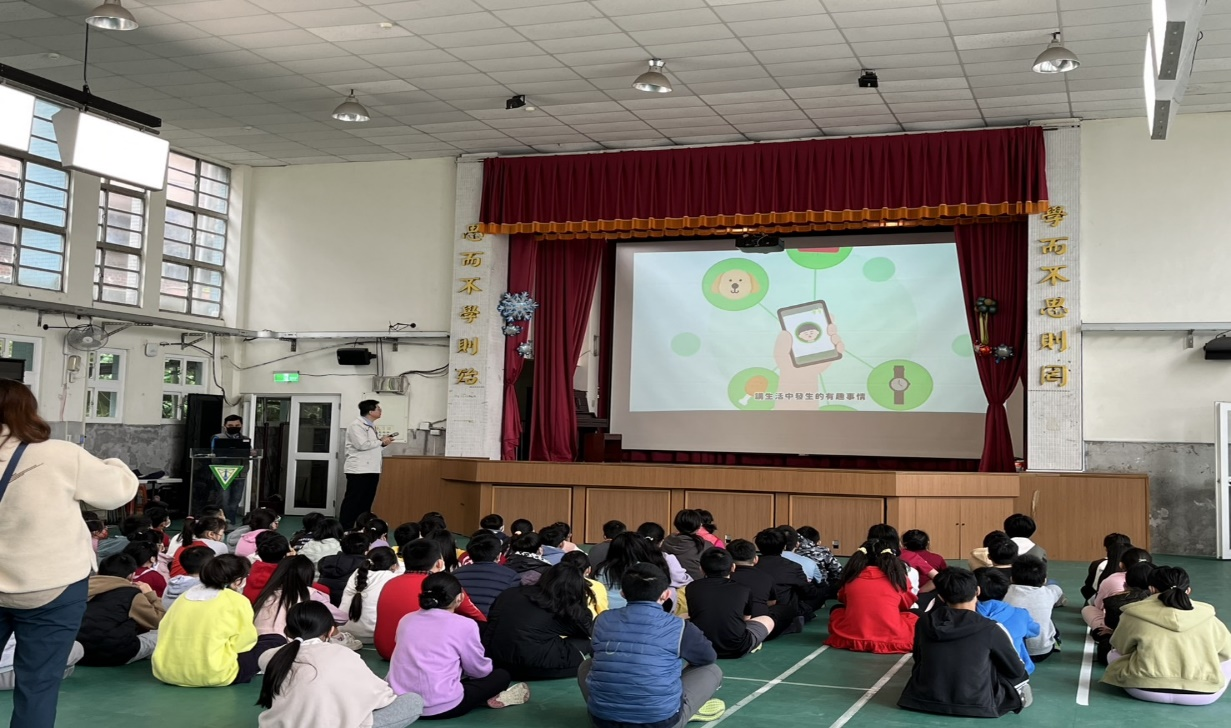 學而不思則罔
思而不學則殆
講生活中發生的有趣事情